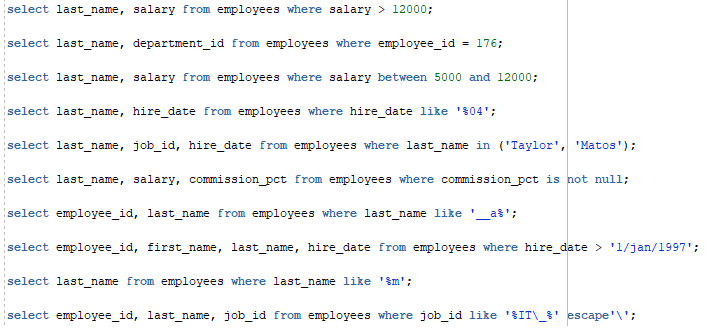 select last_name, salary from employees where salary > 12000;
select last_name, department_id from employees where employee_id = 176;
select last_name, salary from employees where salary between 5000 and 12000;
select last_name, hire_date from employees where hire_date like '%04';
select last_name, job_id, hire_date from employees where last_name in ('Taylor', 'Matos');
select last_name, salary, commission_pct from employees where commission_pct is not null;
select employee_id, last_name from employees where last_name like '__a%';
select employee_id, first_name, last_name, hire_date from employees where hire_date > '1/jan/1997';
select last_name from employees where last_name like '%m';
select employee_id, last_name, job_id from employees where job_id like '%IT\_%' escape'\';